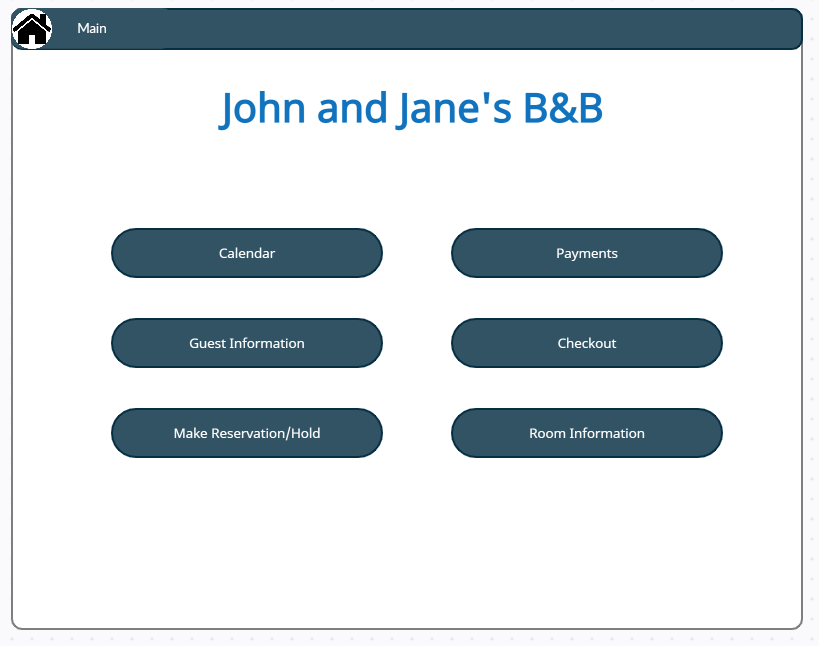 Main
John and Jane's B&B
Calendar
Payments
Guest Information
Checkout
Make Reservation/Hold
Room Information